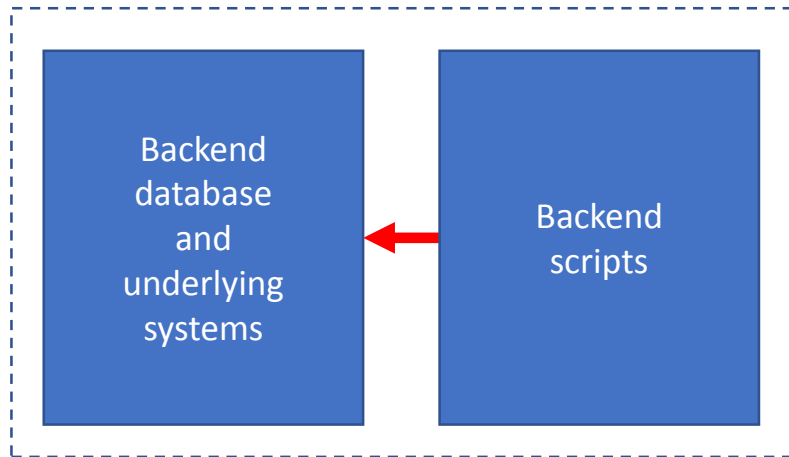 Backend
database
and
underlying
systems
Backend
scripts